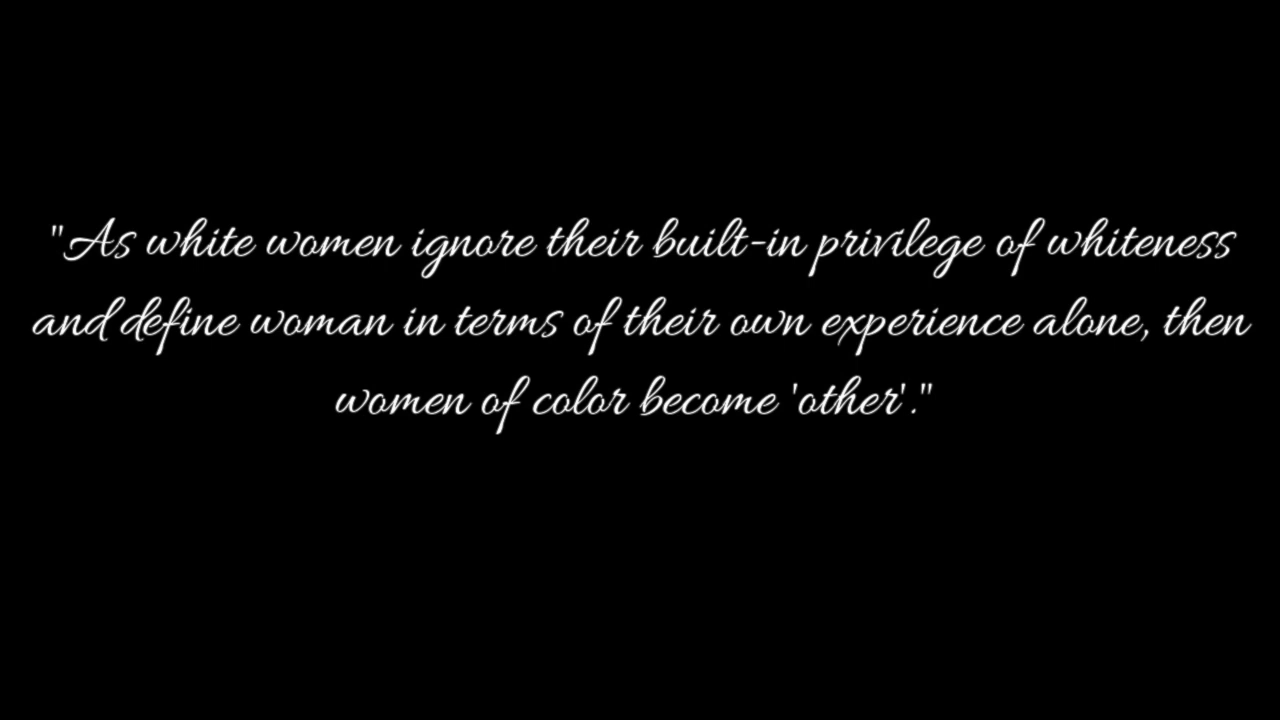 "As white women ignore their built-in privilege of whiteness
and define woman in terms of their own experience alone, then
women of color become 'other'."